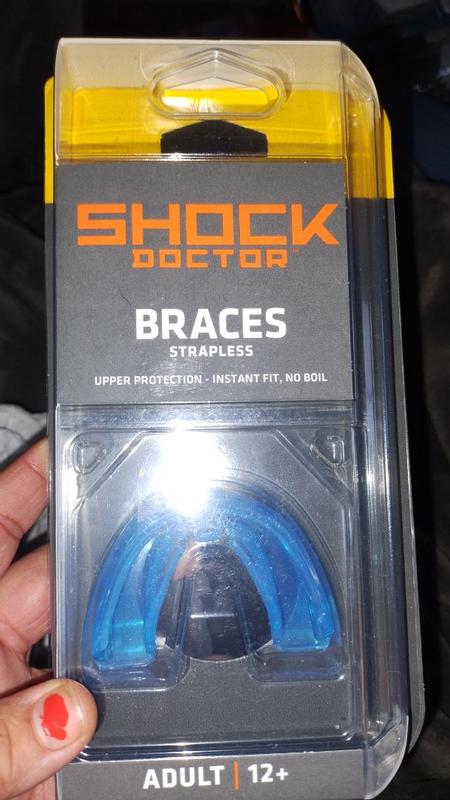 SHOCK
DOCTOR
BRACES
STRAPLESS
UPPER PROTECTION - INSTANT FIT, NO BOIL
ADULT | 12+